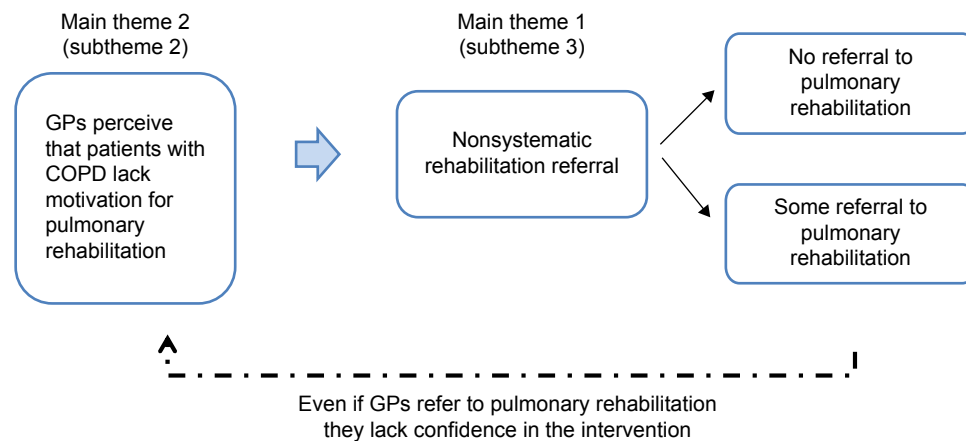 Main theme 2
(subtheme 2)
GPs perceive
that patients with
COPD lack
motivation for
pulmonary
rehabilitation
Main theme 1
(subtheme 3)
Nonsystematic
rehabilitation referral
No referral to
pulmonary
rehabilitation
Some referral to
pulmonary
rehabilitation
Even if GPs refer to pulmonary rehabilitation
they lack confidence in the intervention